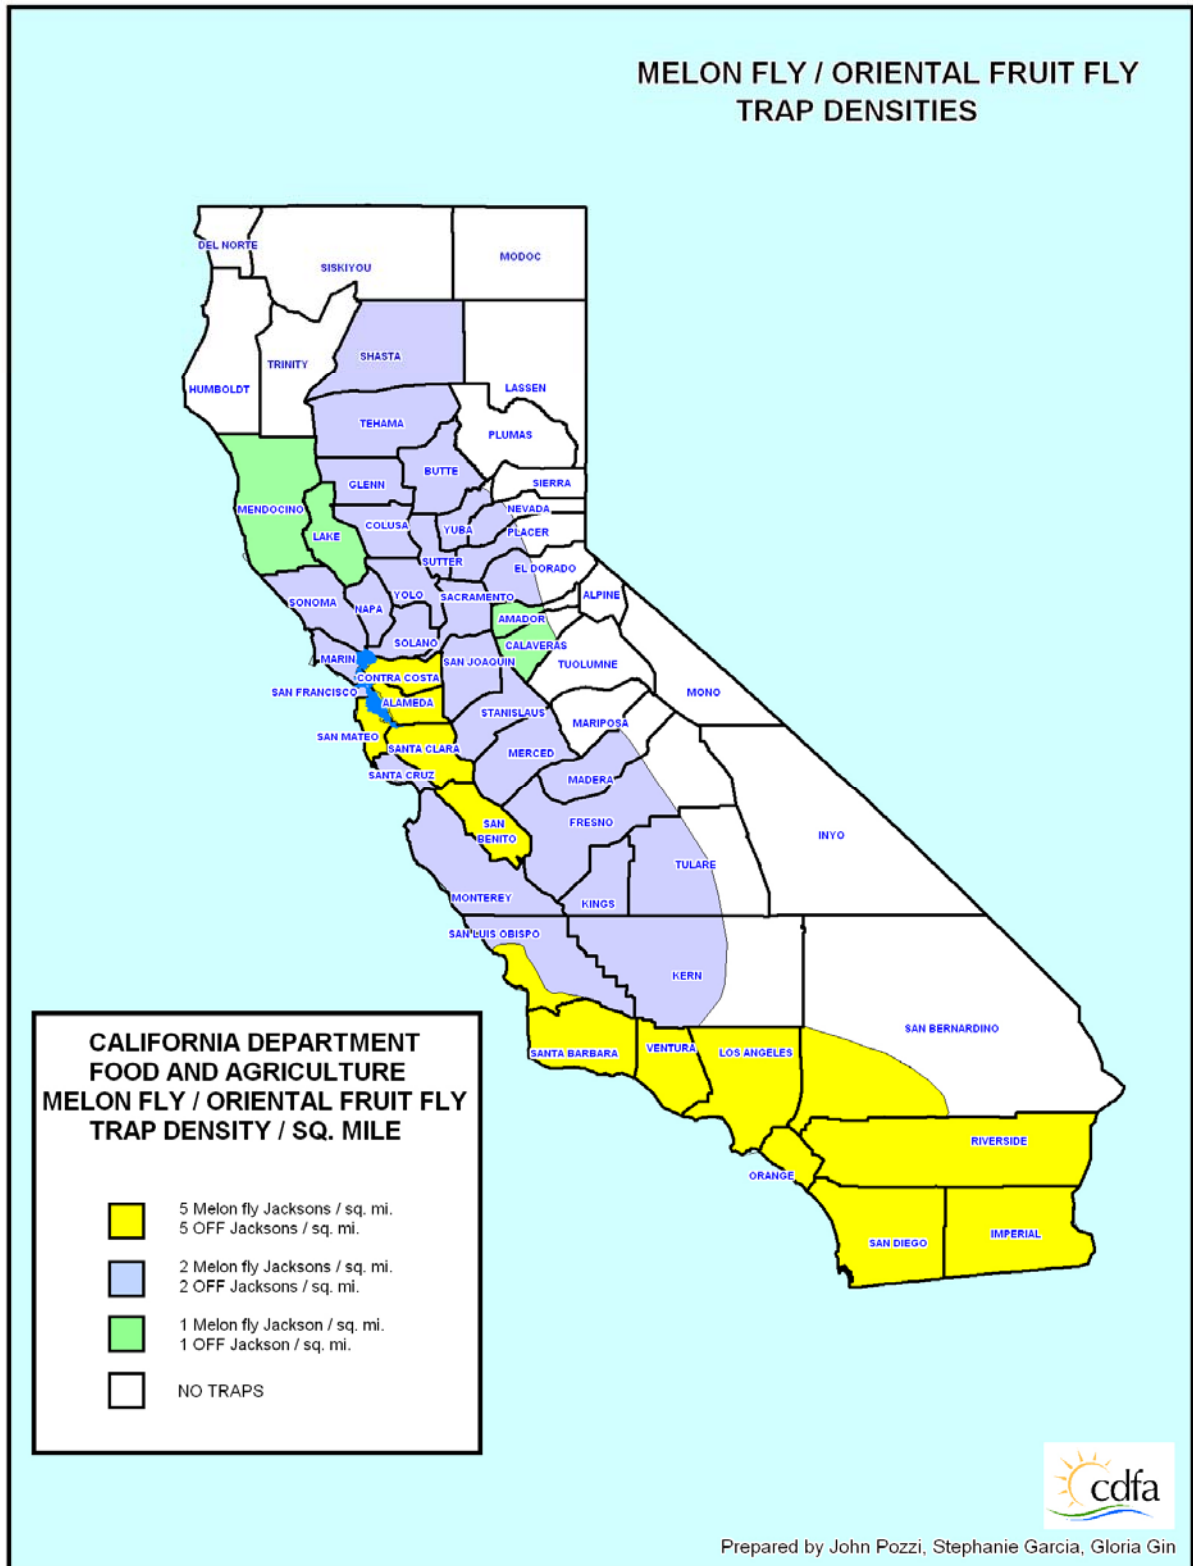 MELON FLY / ORIENTAL FRUIT FLY
TRAP DENSITIES
DEL NORTE
SISKIYOU
MODOC
SHASTA
TRINITY
HUMBOLDT
LASSEN
TEHAMA
PLUMAS
BUTTE
GLENN
SIERRA
MENDOCINO
NEVADA
COLUSA
YUBA
PLACER
LAKE
SUTTER
EL DORADO
YOLO
SACRAMENTO
ALPINE
SONOMA
NAPA
AMADOR
SOLANO
CALAVERAS
MARIN
SAN JOAQUIN
TUOLUMNE
CONTRA COSTA
SAN FRANCISCO
MONO
ALAMEDA
STANISLAUS
MARIPOSA
SAN MATEO
SANTA CLARA
MERCED
SANTA CRUZ
MADERA
SAN
BENITO
FRESNO
INYO
TULARE
MONTEREY
KINGS
SAN LUIS OBISPO
KERN
SAN BERNARDINO
SANTA BARBARA
VENTURA
LOS ANGELES
RIVERSIDE
ORANGE
SAN DIEGO
IMPERIAL
CALIFORNIA DEPARTMENT
FOOD AND AGRICULTURE
MELON FLY / ORIENTAL FRUIT FLY
TRAP DENSITY / SQ. MILE
5 Melon fly Jacksons / sq. mi.
5 OFF Jacksons / sq. mi.
2 Melon fly Jacksons / sq. mi.
2 OFF Jacksons / sq. mi.
1 Melon fly Jackson / sq. mi.
1 OFF Jackson / sq. mi.
NO TRAPS
cdfa
Prepared by John Pozzi, Stephanie Garcia, Gloria Gin